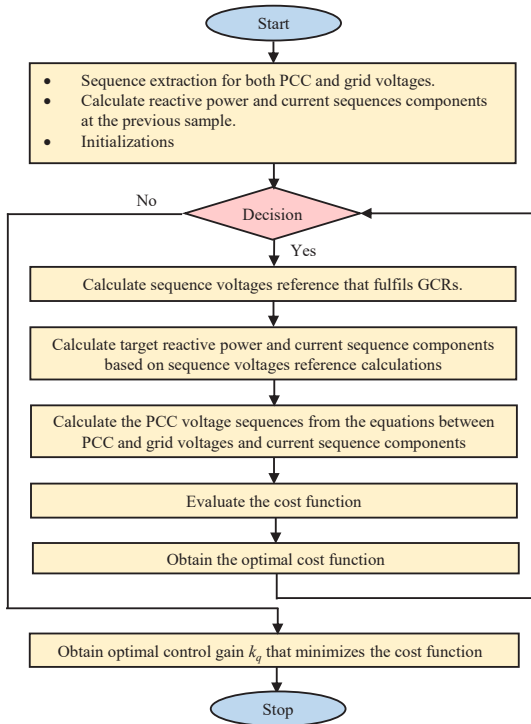 Start
• Sequence extraction for both PCC and grid voltages.
• Calculate reactive power and current sequences components
at the previous sample.
• Initializations
No
Decision
Yes
Calculate sequence voltages reference that fulfils GCRs.
Calculate target reactive power and current sequence components
based on sequence voltages reference calculations
Calculate the PCC voltage sequences from the equations between
PCC and grid voltages and current sequence components
Evaluate the cost function
Obtain the optimal cost function
Obtain optimal control gain k_q that minimizes the cost function
Stop